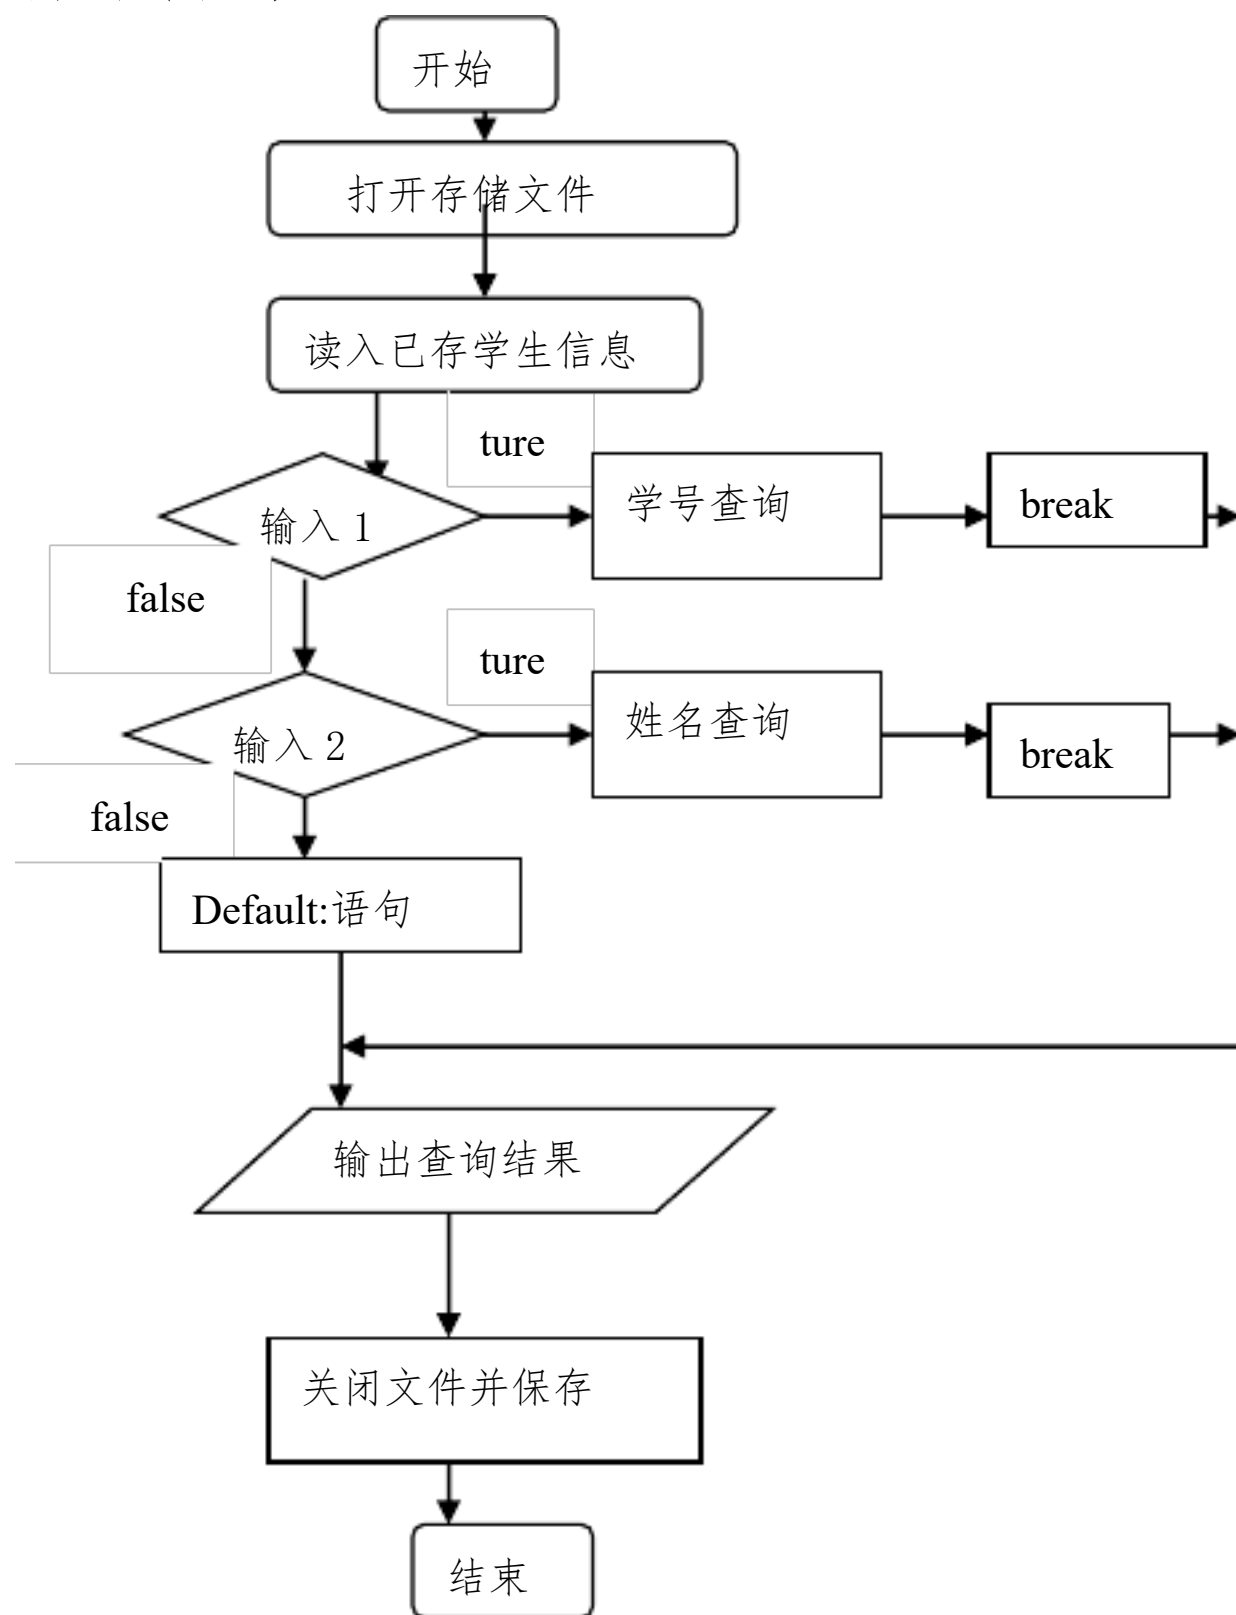 开始
打开存储文件
读入已存学生信息
ture
输入 1
学号查询
break
false
ture
输入 2
姓名查询
break
false
Default:语句
输出查询结果
关闭文件并保存
结束